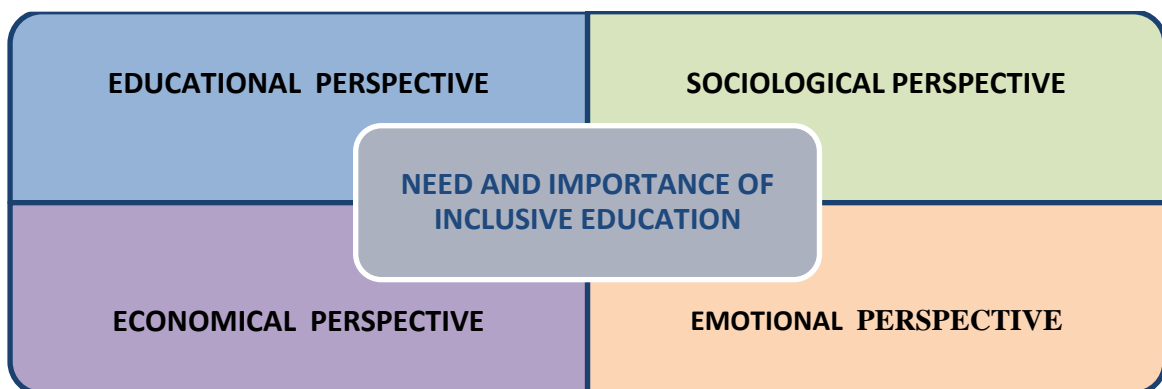 EDUCATIONAL PERSPECTIVE
SOCIOLOGICAL PERSPECTIVE
NEED AND IMPORTANCE OF
INCLUSIVE EDUCATION
ECONOMICAL PERSPECTIVE
EMOTIONAL PERSPECTIVE